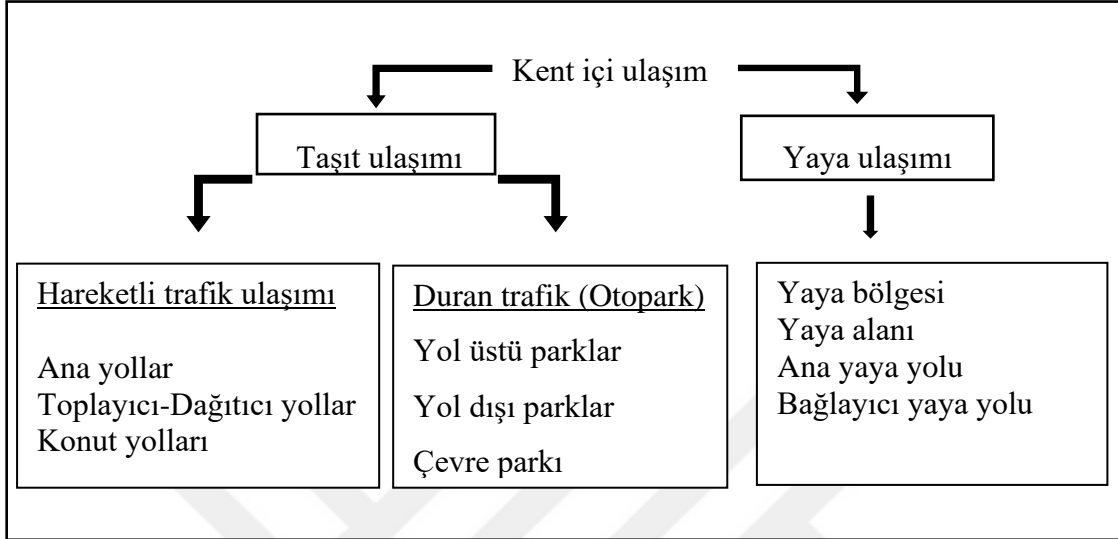 Kent içi ulaşım
Taşıt ulaşımı
Yaya ulaşımı
Hareketli trafik ulaşımı
Ana yollar
Toplayıcı-Dağıtıcı yollar
Konut yolları
Duran trafik (Otopark)
Yol üstü parklar
Yol dışı parklar
Çevre parkı
Yaya bölgesi
Yaya alanı
Ana yaya yolu
Bağlayıcı yaya yolu